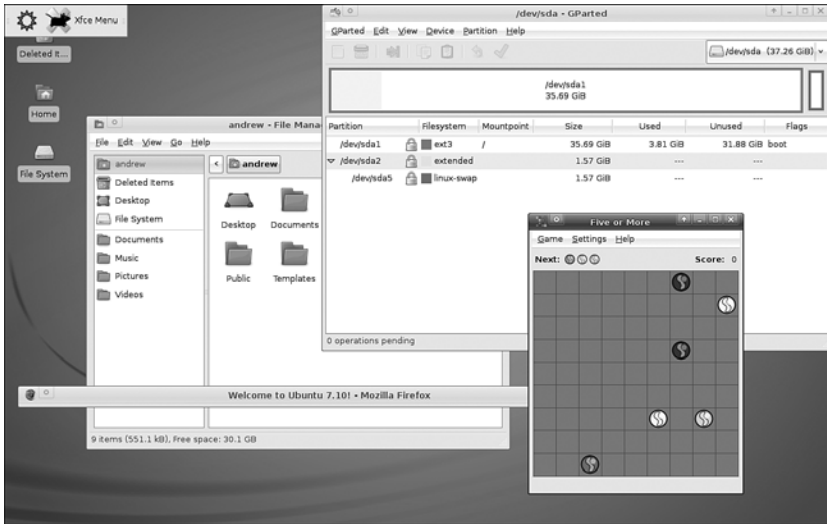 Xfce Menu
Deleted It...
Home
File System
/dev/sda - GParted
GParted Edit View Device Partition Help
/dev/sda (37.26 GiB)
/dev/sda1
35.69 GiB
Partition Filesystem Mountpoint Size Used Unused Flags
/dev/sda1 ext3 / 35.69 GiB 3.81 GiB 31.88 GiB boot
/dev/sda2 extended 1.57 GiB --- ---
/dev/sda5 linux-swap 1.57 GiB --- ---
0 operations pending
andrew - File Mana
File Edit View Go Help
andrew
Deleted Items
Desktop
File System
Documents
Music
Pictures
Videos
< andrew
Desktop Documents
Public Templates
9 items (551.1 kB), Free space: 30.1 GB
Welcome to Ubuntu 7.10! - Mozilla Firefox
Five or More
Game Settings Help
Next: Score: 0